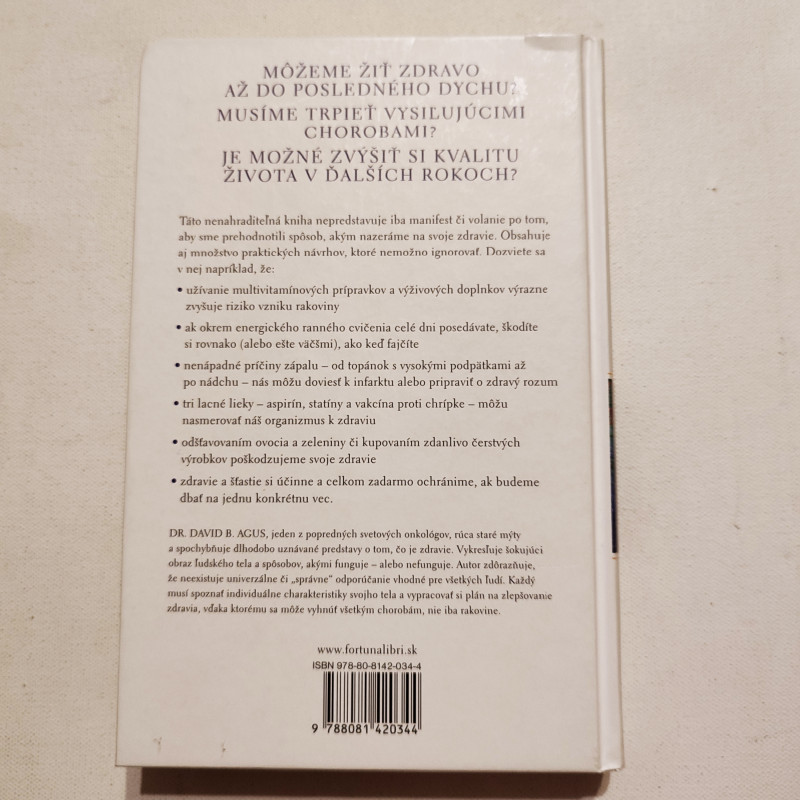 MÔŽEME ŽIŤ ZDRAVO
AŽ DO POSLEDNÉHO DYCHU?
MUSÍME TRPIEŤ VYSIĽUJÚCIMI
CHOROBAMI?
JE MOŽNÉ ZVÝŠIŤ SI KVALITU
ŽIVOTA V ĎALŠÍCH ROKOCH?
Táto nenahraditeľná kniha nepredstavuje iba manifest či volanie po tom,
aby sme prehodnotili spôsob, akým nazeráme na svoje zdravie. Obsahuje
aj množstvo praktických návrhov, ktoré nemožno ignorovať. Dozviete sa
v nej napríklad, že:
• užívanie multivitamínových prípravkov a výživových doplnkov výrazne
zvyšuje riziko vzniku rakoviny
• ak okrem energického ranného cvičenia celé dni posedávate, škodíte
si rovnako (alebo ešte väčšmi), ako keď fajčíte
• nenápadné príčiny zápalu – od topánok s vysokými podpätkami až
po nádchu – nás môžu doviesť k infarktu alebo pripraviť o zdravý rozum
• tri lacné lieky – aspirín, statíny a vakcína proti chrípke – môžu
nasmerovať náš organizmus k zdraviu
• odšťavovaním ovocia a zeleniny či kupovaním zdanlivo čerstvých
výrobkov poškodzujeme svoje zdravie
• zdravie a šťastie si účinne a celkom zadarmo ochránime, ak budeme
dbať na jednu konkrétnu vec.
DR. DAVID B. AGUS, jeden z popredných svetových onkológov, rúca staré mýty
a spochybňuje dlhodobo uznávané predstavy o tom, čo je zdravie. Vykresľuje šokujúci
obraz ľudského tela a spôsobov, akými funguje – alebo nefunguje. Autor zdôrazňuje,
že neexistuje univerzálne či „správne“ odporúčanie vhodné pre všetkých ľudí. Každý
musí spoznať individuálne charakteristiky svojho tela a vypracovať si plán na zlepšovanie
zdravia, vďaka ktorému sa môže vyhnúť všetkým chorobám, nie iba rakovine.
www.fortunalibri.sk
ISBN 978-80-8142-034-4
9 788081 420344